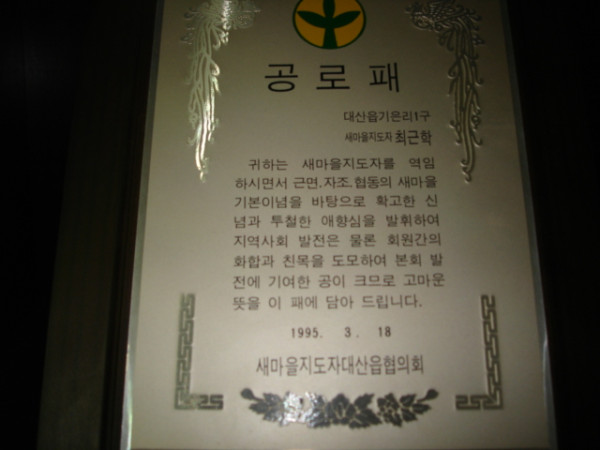 공로패
대산읍기은리1구
새마을지도자 최근학
귀하는 새마을지도자를 역임
하시면서 근면.자조.협동의 새마을
기본이념을 바탕으로 확고한 신
념과 투철한 애향심을 발휘하여
지역사회 발전은 물론 회원간의
화합과 친목을 도모하여 본회 발
전에 기여한 공이 크므로 고마운
뜻을 이 패에 담아 드립니다.
1995. 3. 18
새마을지도자대산읍협의회